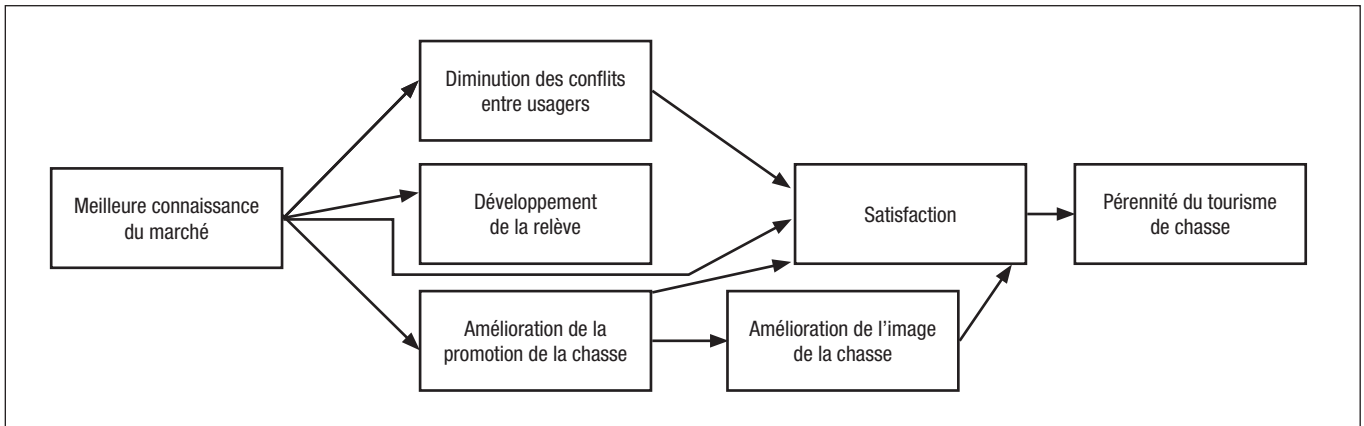 Diminution des conflits
entre usagers
Meilleure connaissance
du marché
Développement
de la relève
Satisfaction
Pérennité du tourisme
de chasse
Amélioration de la
promotion de la chasse
Amélioration de l'image
de la chasse